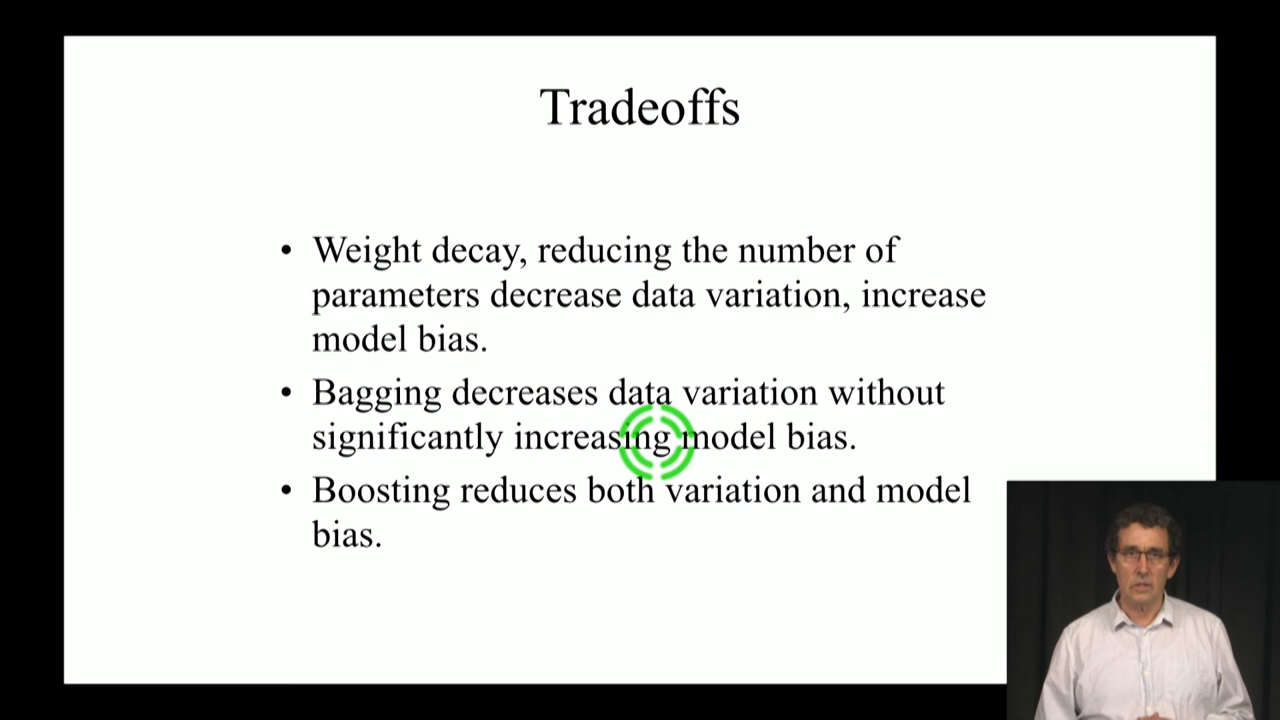 Tradeoffs
• Weight decay, reducing the number of
parameters decrease data variation, increase
model bias.
• Bagging decreases data variation without
significantly increasing model bias.
• Boosting reduces both variation and model
bias.